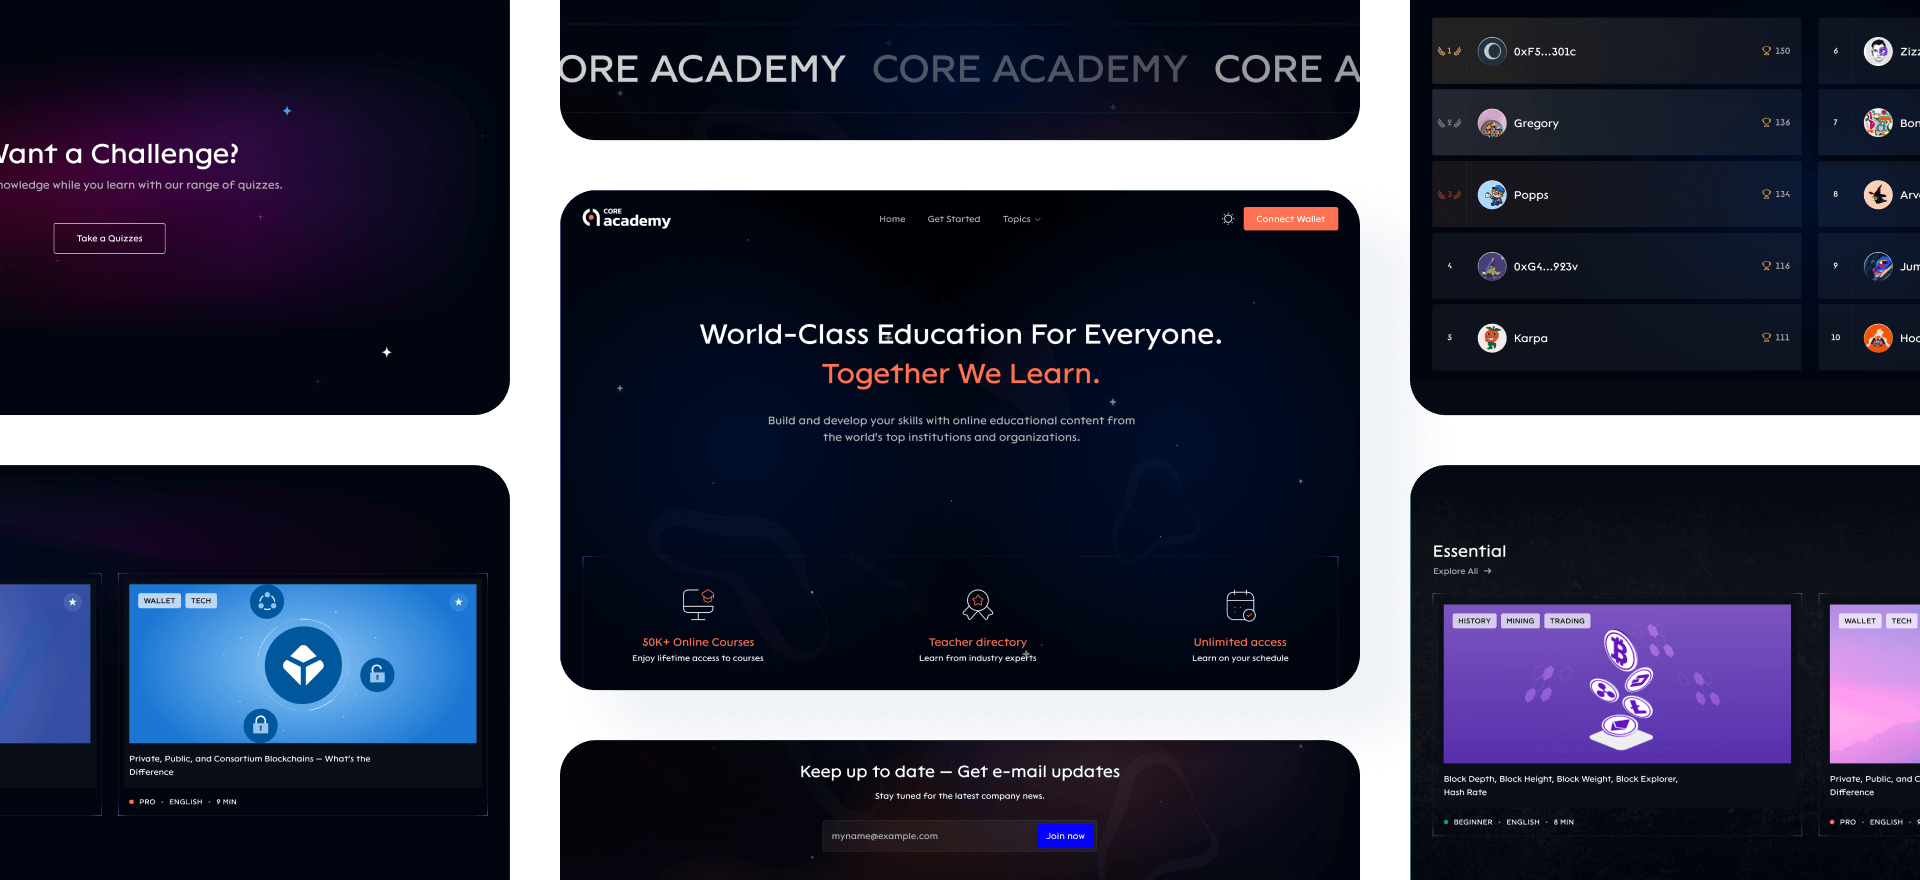 Want a Challenge?
nowledge while you learn with our range of quizzes.
Take a Quizzes
WALLET TECH
Private, Public, and Consortium Blockchains — What's the
Difference
PRO · ENGLISH · 9 MIN
ORE ACADEMY CORE ACADEMY CORE A
CORE
academy
Home Get Started Topics
Connect Wallet
World-Class Education For Everyone.
Together We Learn.
Build and develop your skills with online educational content from
the world's top institutions and organizations.
50K+ Online Courses
Enjoy lifetime access to courses
Teacher directory
Learn from industry experts
Unlimited access
Learn on your schedule
Keep up to date — Get e-mail updates
Stay tuned for the latest company news.
myname@example.com
Join now
1 0xF5...301c 150
2 Gregory 136
3 Popps 134
4 0xG4...923v 116
5 Karpa 111
6 Ziz
7 Bon
8 Arv
9 Jum
10 Hoo
Essential
Explore All →
HISTORY MINING TRADING
Block Depth, Block Height, Block Weight, Block Explorer,
Hash Rate
BEGINNER · ENGLISH · 8 MIN
WALLET TECH
Private, Public, and C
Difference
PRO · ENGLISH · 9